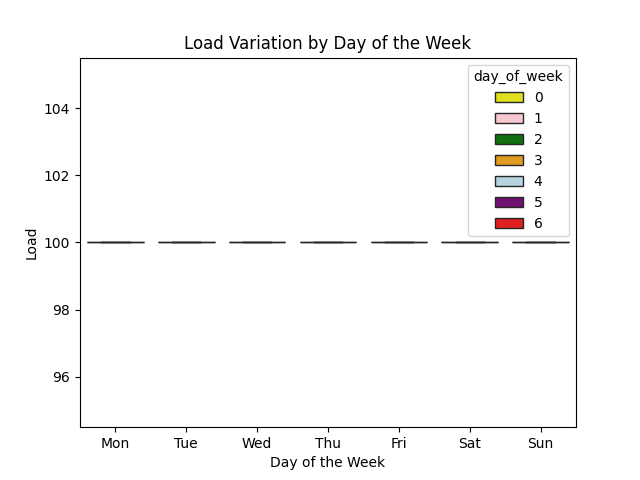 Load Variation by Day of the Week
day_of_week
0
1
2
3
4
5
6
104
102
100
98
96
Load
Mon Tue Wed Thu Fri Sat Sun
Day of the Week